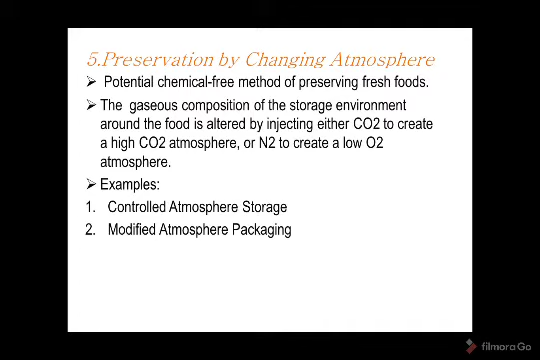 5.Preservation by Changing Atmosphere
➢ Potential chemical-free method of preserving fresh foods.
➢ The gaseous composition of the storage environment
around the food is altered by injecting either CO2 to create
a high CO2 atmosphere, or N2 to create a low O2
atmosphere.
➢ Examples:
1. Controlled Atmosphere Storage
2. Modified Atmosphere Packaging
filmora Go